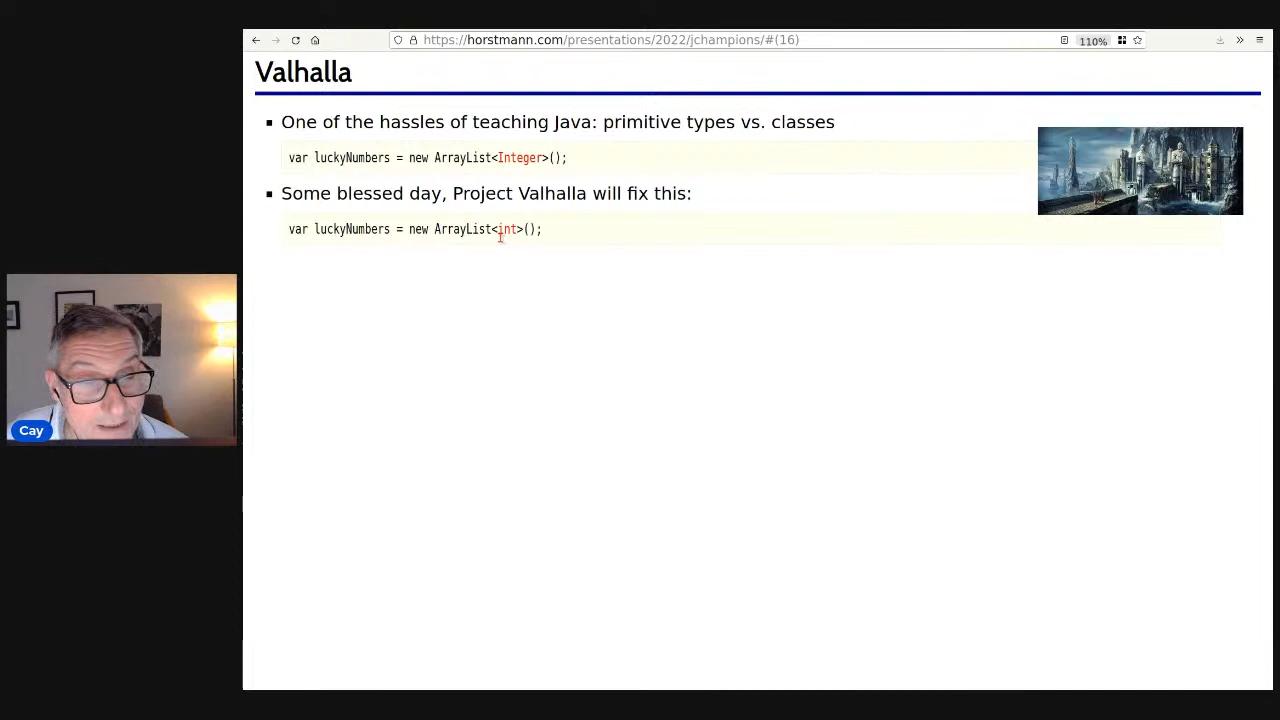 https://horstmann.com/presentations/2022/jchampions/#(16)
110%
Valhalla
One of the hassles of teaching Java: primitive types vs. classes
var luckyNumbers = new ArrayList<Integer>();
Some blessed day, Project Valhalla will fix this:
var luckyNumbers = new ArrayList<int>();
Cay